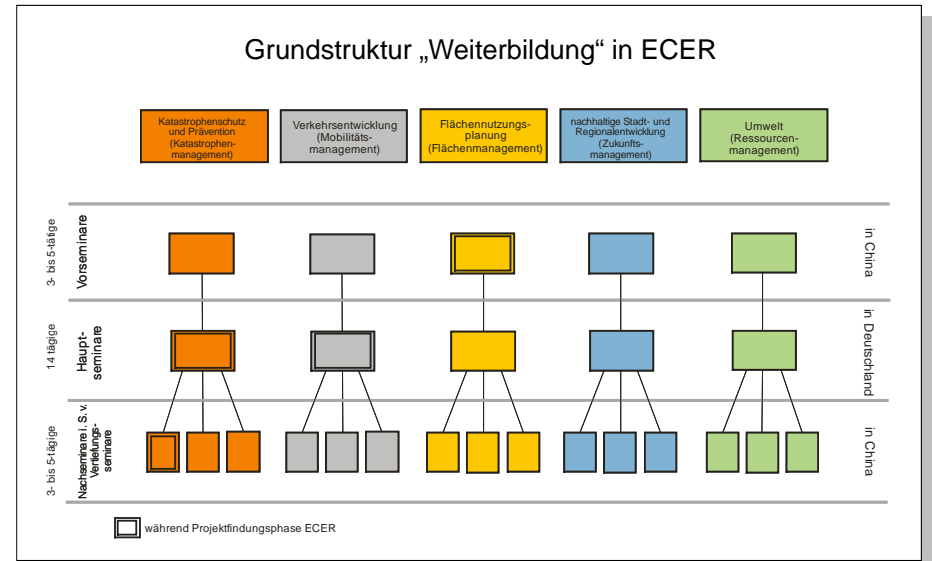 Grundstruktur „Weiterbildung“ in ECER
Katastrophenschutz
und Prävention
(Katastrophen-
management)
Verkehrsentwicklung
(Mobilitäts-
management)
Flächennutzungs-
planung
(Flächenmanagement)
nachhaltige Stadt- und
Regionalentwicklung
(Zukunfts-
management)
Umwelt
(Ressourcen-
management)
3- bis 5-tätige
Vorseminare
in China
14 tägige
Haupt-
seminare
in Deutschland
3- bis 5-tägige
Nachseminare i. S. v.
Vertiefungs-
seminare
in China
während Projektfindungsphase ECER